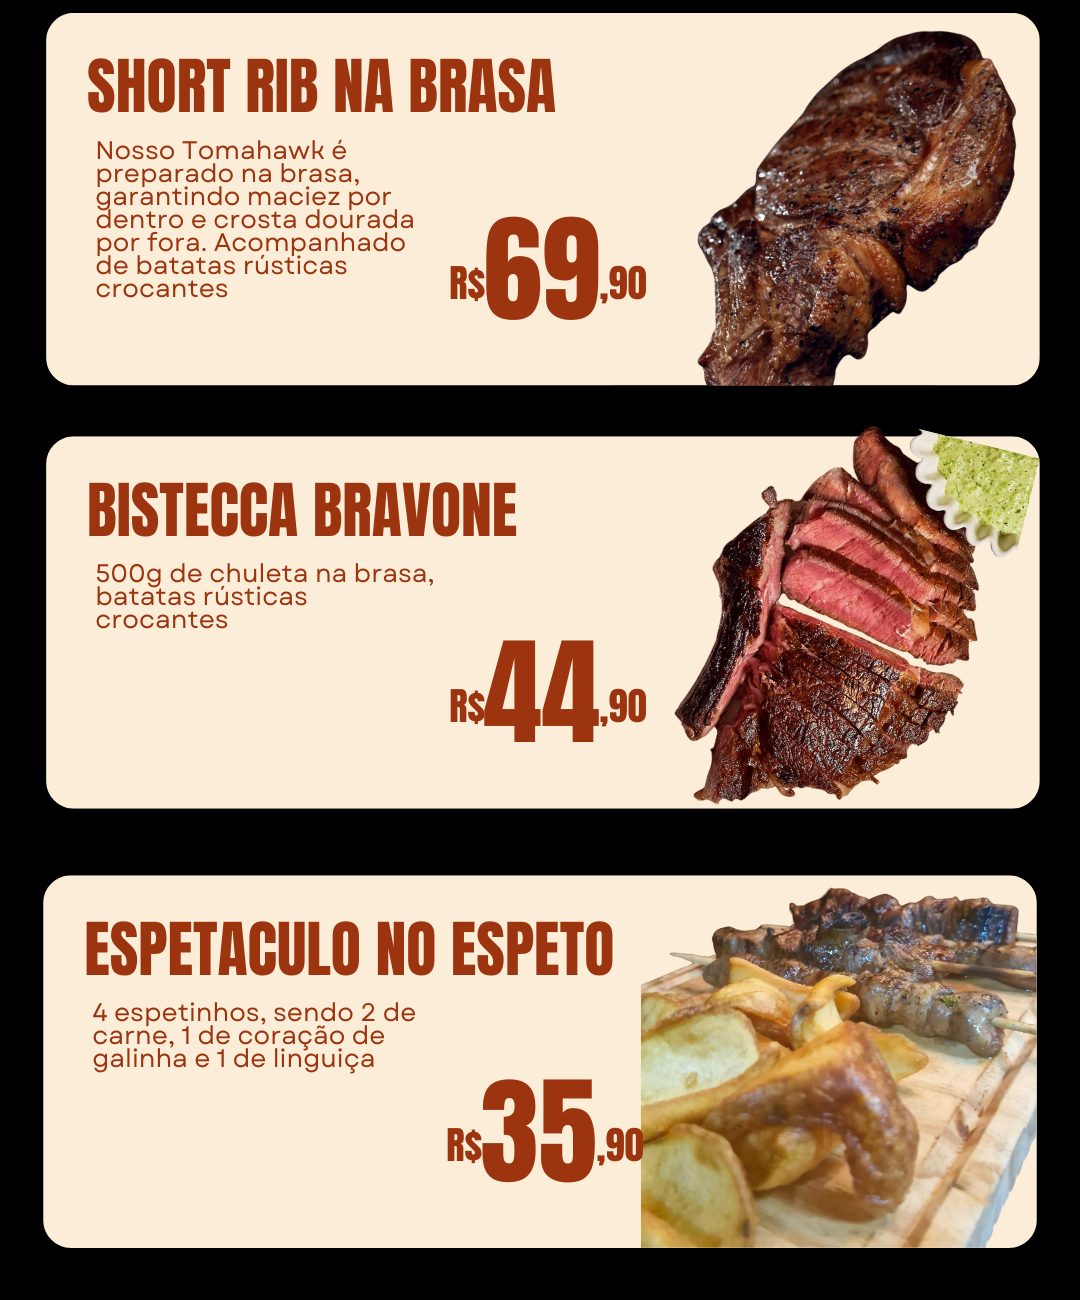 SHORT RIB NA BRASA
Nosso Tomahawk é
preparado na brasa,
garantindo maciez por
dentro e crosta dourada
por fora. Acompanhado
de batatas rústicas
crocantes
R$69,90
BISTECCA BRAVONE
500g de chuleta na brasa,
batatas rústicas
crocantes
R$44,90
ESPETACULO NO ESPETO
4 espetinhos, sendo 2 de
carne, 1 de coração de
galinha e 1 de linguiça
R$35,90